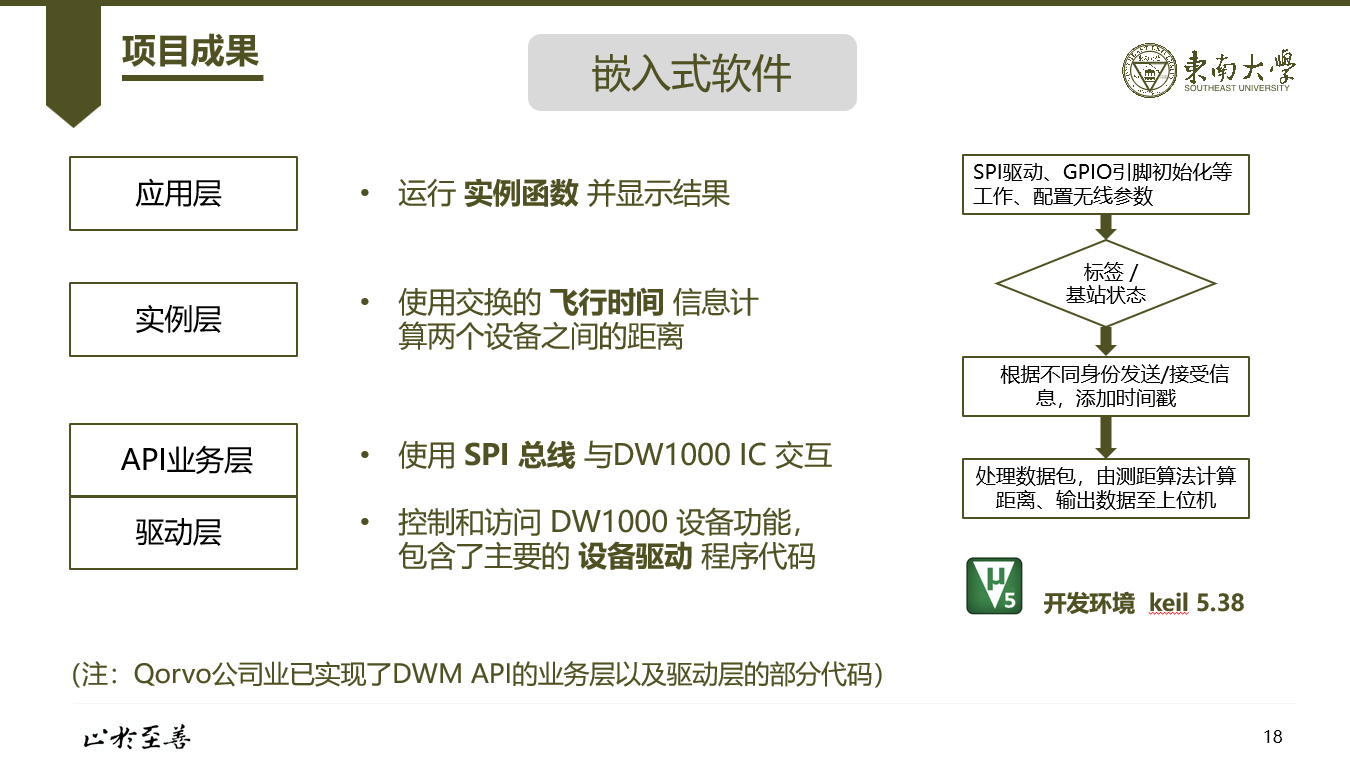 项目成果
嵌入式软件
東南大學
SOUTHEAST UNIVERSITY
应用层
• 运行 实例函数 并显示结果
实例层
• 使用交换的 飞行时间 信息计
算两个设备之间的距离
API业务层
• 使用 SPI 总线 与DW1000 IC 交互
驱动层
• 控制和访问 DW1000 设备功能，
包含了主要的 设备驱动 程序代码
SPI驱动、GPIO引脚初始化等
工作、配置无线参数
标签 /
基站状态
根据不同身份发送/接受信
息，添加时间戳
处理数据包，由测距算法计算
距离、输出数据至上位机
μ
5
开发环境 keil 5.38
(注：Qorvo公司业已实现了DWM API的业务层以及驱动层的部分代码）
止於至善
18